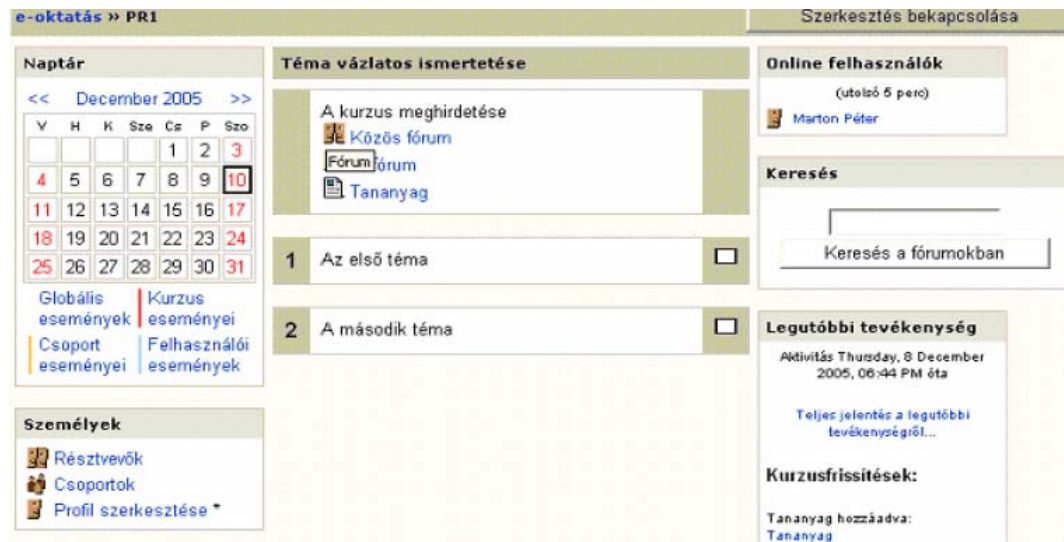 e-oktatás » PR1
Szerkesztés bekapcsolása
Naptár
<< December 2005 >>
V H K Sze Cs P Szo
1 2 3
4 5 6 7 8 9 10
11 12 13 14 15 16 17
18 19 20 21 22 23 24
25 26 27 28 29 30 31
Globális események
Kurzus eseményei
Csoport eseményei
Felhasználói események
Személyek
Résztvevők
Csoportok
Profil szerkesztése *
Téma vázlatos ismertetése
A kurzus meghirdetése
Közös fórum
Fórum fórum
Tananyag
1 Az első téma
2 A második téma
Online felhasználók
(utolsó 5 perc)
Marton Péter
Keresés
Keresés a fórumokban
Legutóbbi tevékenység
Aktivitás Thursday, 8 December
2005, 06:44 PM óta
Teljes jelentés a legutóbbi
tevékenységről...
Kurzusfrissítések:
Tananyag hozzáadva:
Tananyag